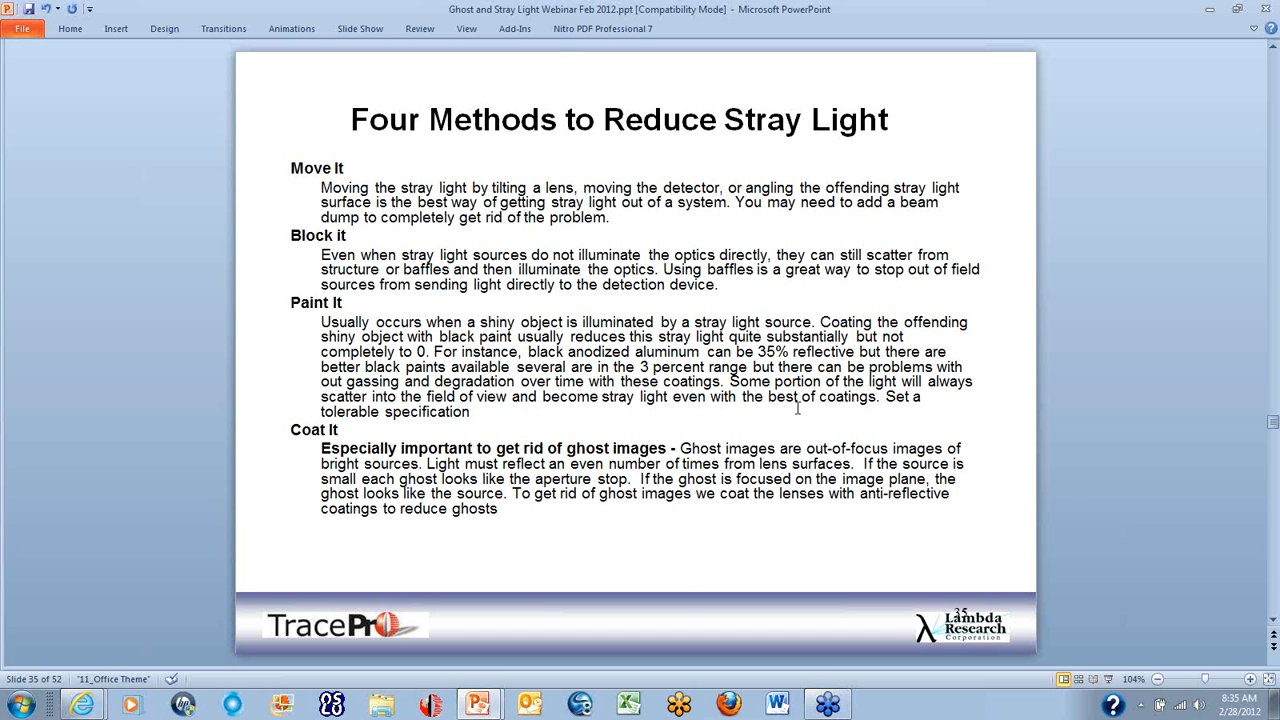 Ghost and Stray Light Webinar Feb 2012.ppt [Compatibility Mode] - Microsoft PowerPoint
File Home Insert Design Transitions Animations Slide Show Review View Add-Ins Nitro PDF Professional 7
Four Methods to Reduce Stray Light
Move It
Moving the stray light by tilting a lens, moving the detector, or angling the offending stray light
surface is the best way of getting stray light out of a system. You may need to add a beam
dump to completely get rid of the problem.
Block it
Even when stray light sources do not illuminate the optics directly, they can still scatter from
structure or baffles and then illuminate the optics. Using baffles is a great way to stop out of field
sources from sending light directly to the detection device.
Paint It
Usually occurs when a shiny object is illuminated by a stray light source. Coating the offending
shiny object with black paint usually reduces this stray light quite substantially but not
completely to 0. For instance, black anodized aluminum can be 35% reflective but there are
better black paints available several are in the 3 percent range but there can be problems with
out gassing and degradation over time with these coatings. Some portion of the light will always
scatter into the field of view and become stray light even with the best of coatings. Set a
tolerable specification
Coat It
Especially important to get rid of ghost images - Ghost images are out-of-focus images of
bright sources. Light must reflect an even number of times from lens surfaces. If the source is
small each ghost looks like the aperture stop. If the ghost is focused on the image plane, the
ghost looks like the source. To get rid of ghost images we coat the lenses with anti-reflective
coatings to reduce ghosts
TracePro
35
λ Lambda
Research
Corporation
Slide 35 of 52 "11_Office Theme" 104%
8:35 AM
2/28/2012